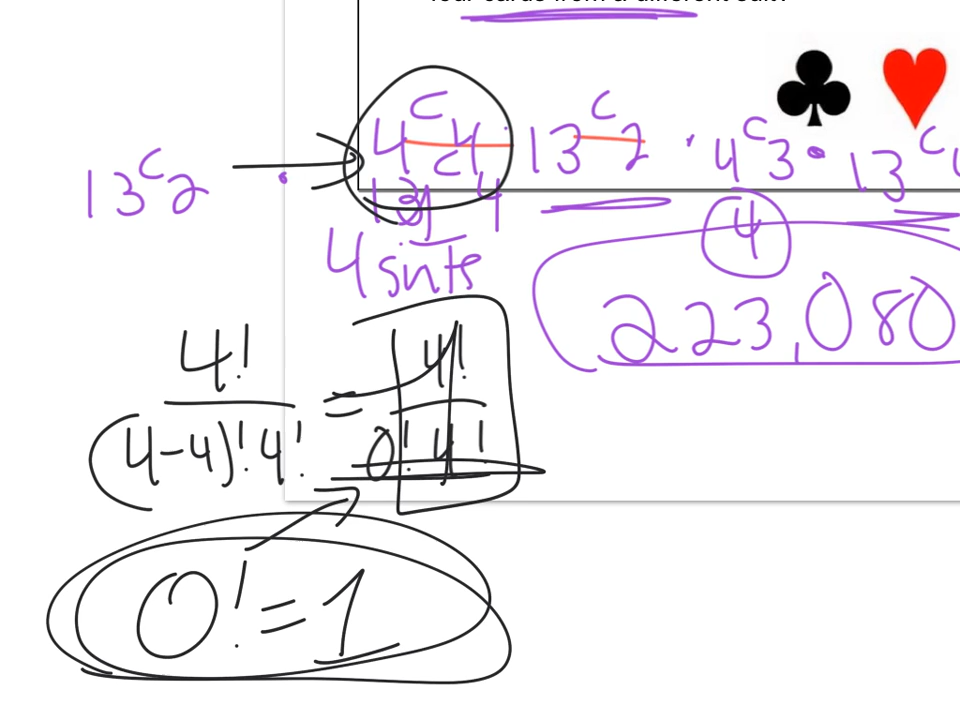 13C2 · 4C4 13C2 · 4C3 · 13C
13 4
4 suits
4
223,080
4! / (4-4)!4! = 4! / 0!4!
0! = 1